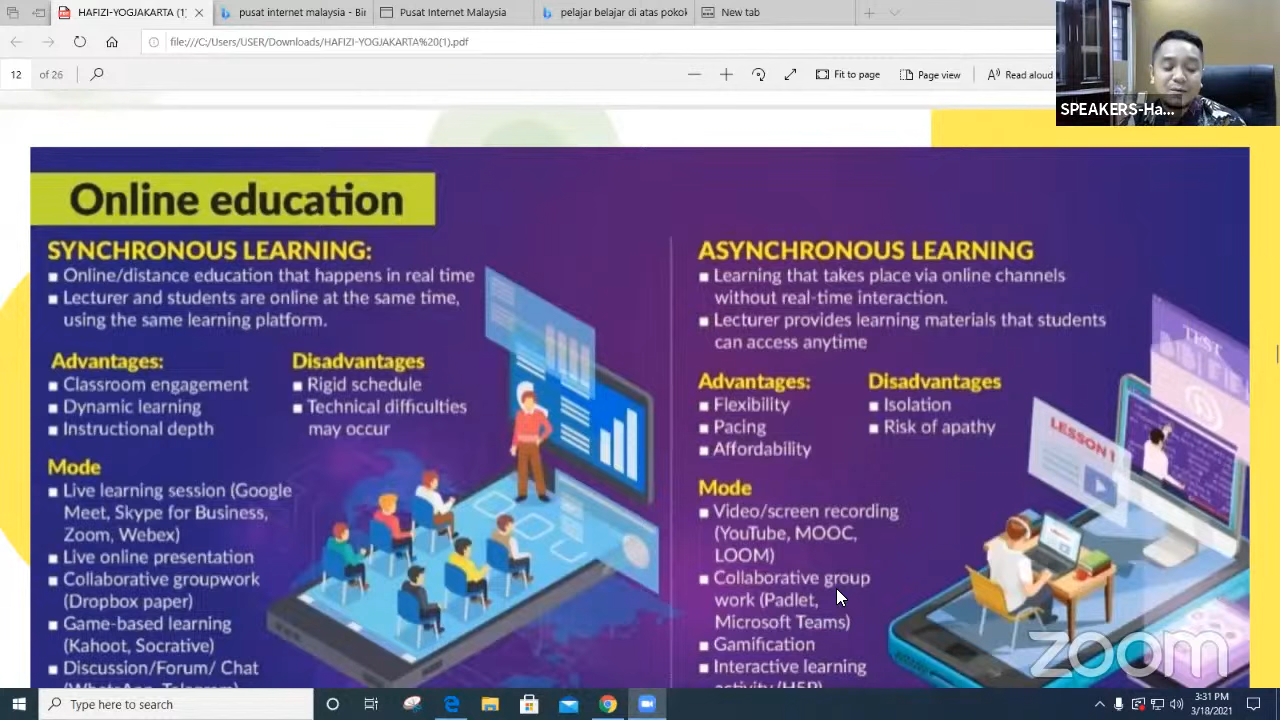 HAFIZI-YOGJAKARTA (1)
pusat internet malaysia - Bi
Pusat Internet Malaysia
pelajar belajar di atas pokok
New tab
file:///C:/Users/USER/Downloads/HAFIZI-YOGJAKARTA%20(1).pdf
12 of 26
Fit to page
Page view
Read aloud
SPEAKERS-Ha...
Online education
SYNCHRONOUS LEARNING:
Online/distance education that happens in real time
Lecturer and students are online at the same time,
using the same learning platform.
Advantages:
Classroom engagement
Dynamic learning
Instructional depth
Disadvantages
Rigid schedule
Technical difficulties
may occur
Mode
Live learning session (Google
Meet, Skype for Business,
Zoom, Webex)
Live online presentation
Collaborative groupwork
(Dropbox paper)
Game-based learning
(Kahoot, Socrative)
Discussion/Forum/ Chat
(WhatsApp, Telegram)
ASYNCHRONOUS LEARNING
Learning that takes place via online channels
without real-time interaction.
Lecturer provides learning materials that students
can access anytime
Advantages:
Flexibility
Pacing
Affordability
Disadvantages
Isolation
Risk of apathy
Mode
Video/screen recording
(YouTube, MOOC,
LOOM)
Collaborative group
work (Padlet,
Microsoft Teams)
Gamification
Interactive learning
activity (H5P)
TEST
LESSON 1
zoom
Type here to search
3:31 PM
3/18/2021